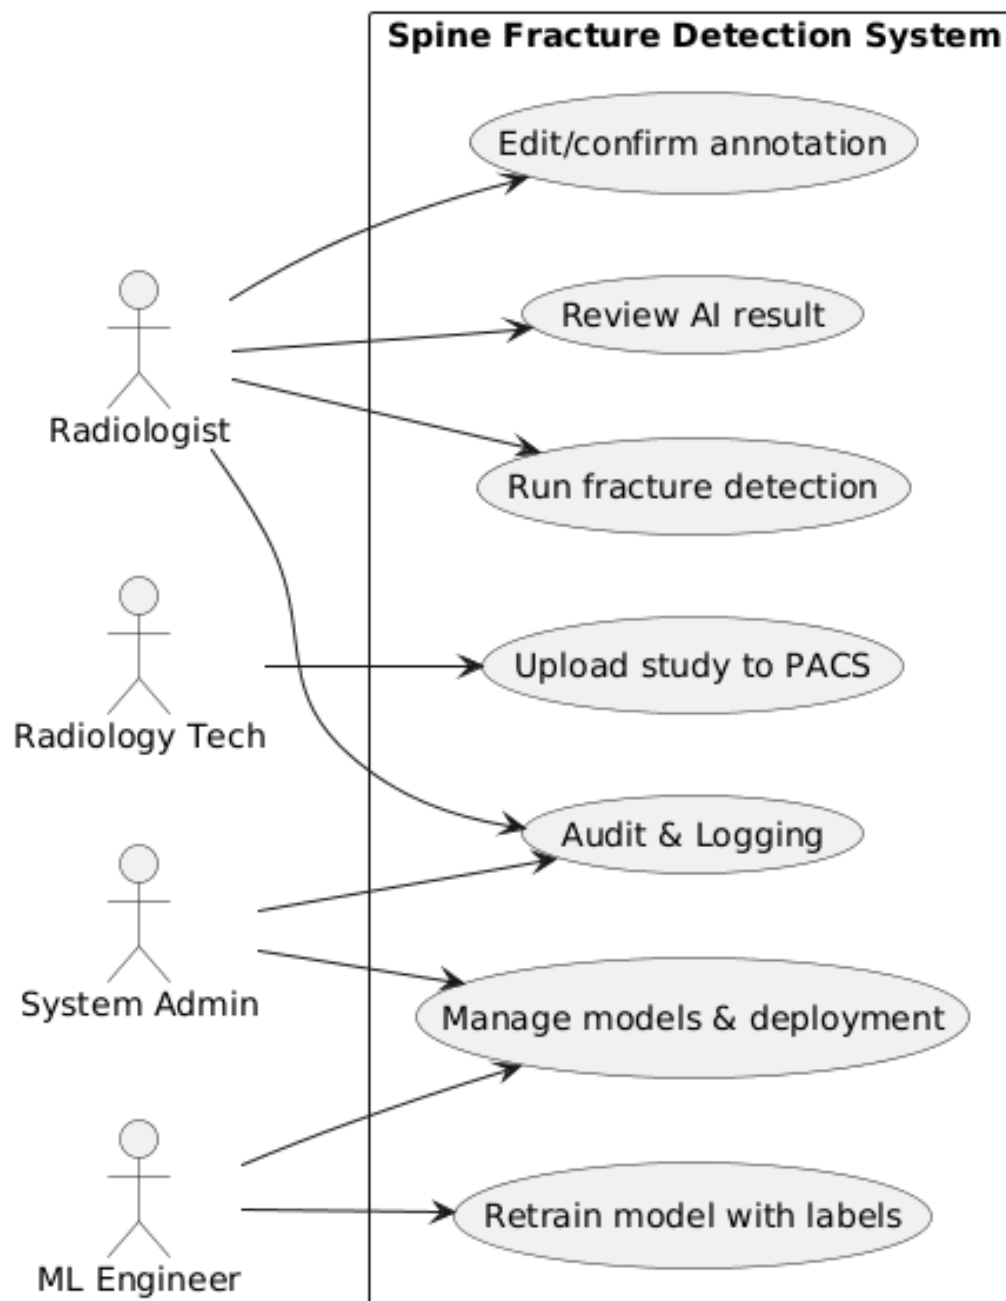 Spine Fracture Detection System
Edit/confirm annotation
Review AI result
Radiologist
Run fracture detection
Upload study to PACS
Radiology Tech
Audit & Logging
System Admin
Manage models & deployment
Retrain model with labels
ML Engineer